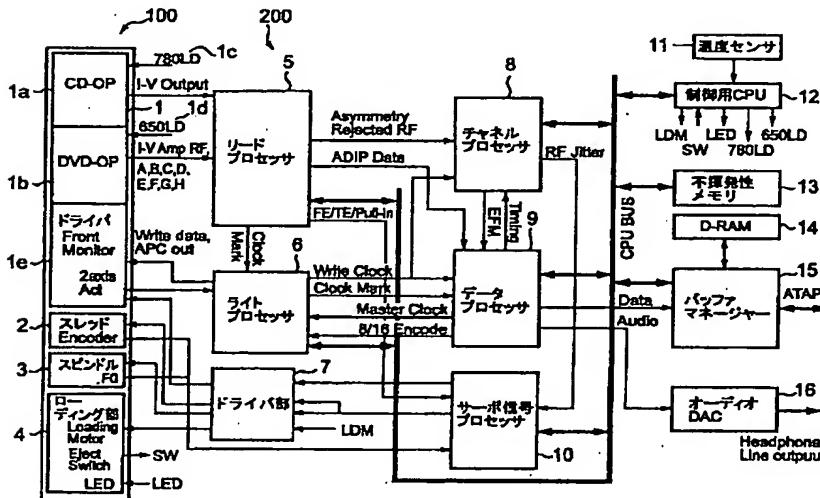 100
200
1c
780LD
5
8
11
温度センサ
1a
CD-OP
I-V Output
1
1d
650LD
リード
プロセッサ
Asymmetry
Rejected RF
チャネル
プロセッサ
RF Jitter
制御用CPU
12
LDM
SW
LED
780LD
650LD
DVD-OP
I-V Amp RF,
A,B,C,D、
E,F,G,H
1b
ADIP Data
FE/TE/Pull-in
EFM
Timing
CPU BUS
不揮発性
メモリ
13
D-RAM
14
ドライバ
Front
Monitor
2axis
Act
1e
Write data,
APC out
Clock
Mark
6
ライト
プロセッサ
Write Clock
Clock Mark
Master Clock
8/16 Encode
9
データ
プロセッサ
Data
Audio
15
バッファ
マネージャー
ATAP
2
スレッド
Encoder
3
スピンドル
FG
7
ドライバ部
LDM
サーボ信号
プロセッサ
10
16
オーディオ
DAC
Headphone
Line outpuu
4
ロー
ディング部
Loading
Motor
Eject
Switch
LED
SW
LED